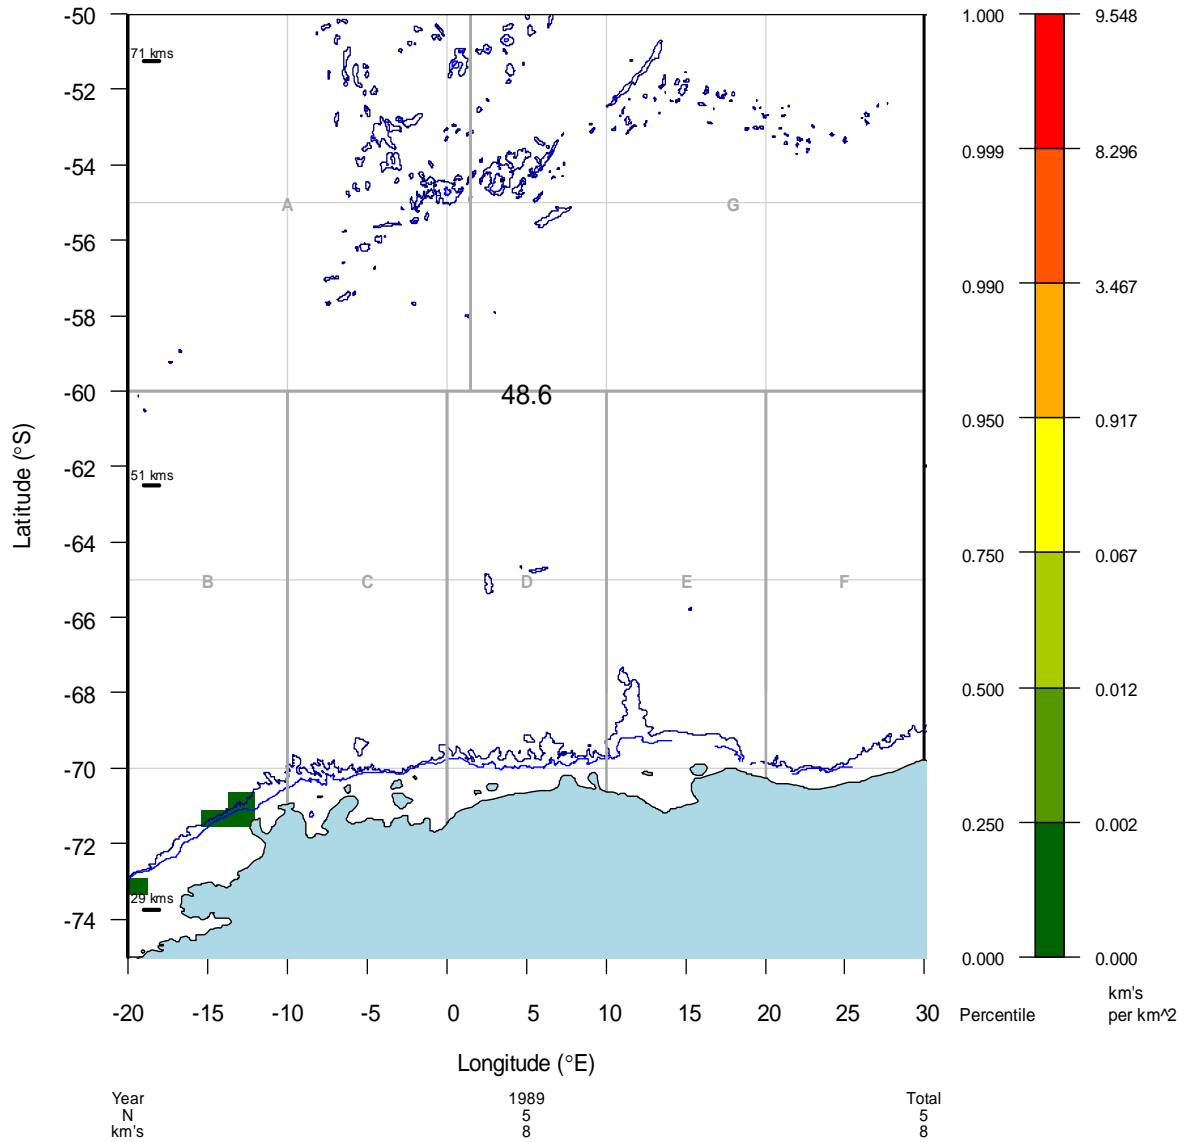 -50
-52
-54
-56
-58
-60
-62
-64
-66
-68
-70
-72
-74
Latitude (°S)
71 kms
51 kms
29 kms
A
G
48.6
B
C
D
E
F
-20
-15
-10
-5
0
5
10
15
20
25
30
Longitude (°E)
1.000
9.548
0.999
8.296
0.990
3.467
0.950
0.917
0.750
0.067
0.500
0.012
0.250
0.002
0.000
0.000
Percentile
km's
per km^2
Year 1989 Total
N 5 5
km's 8 8